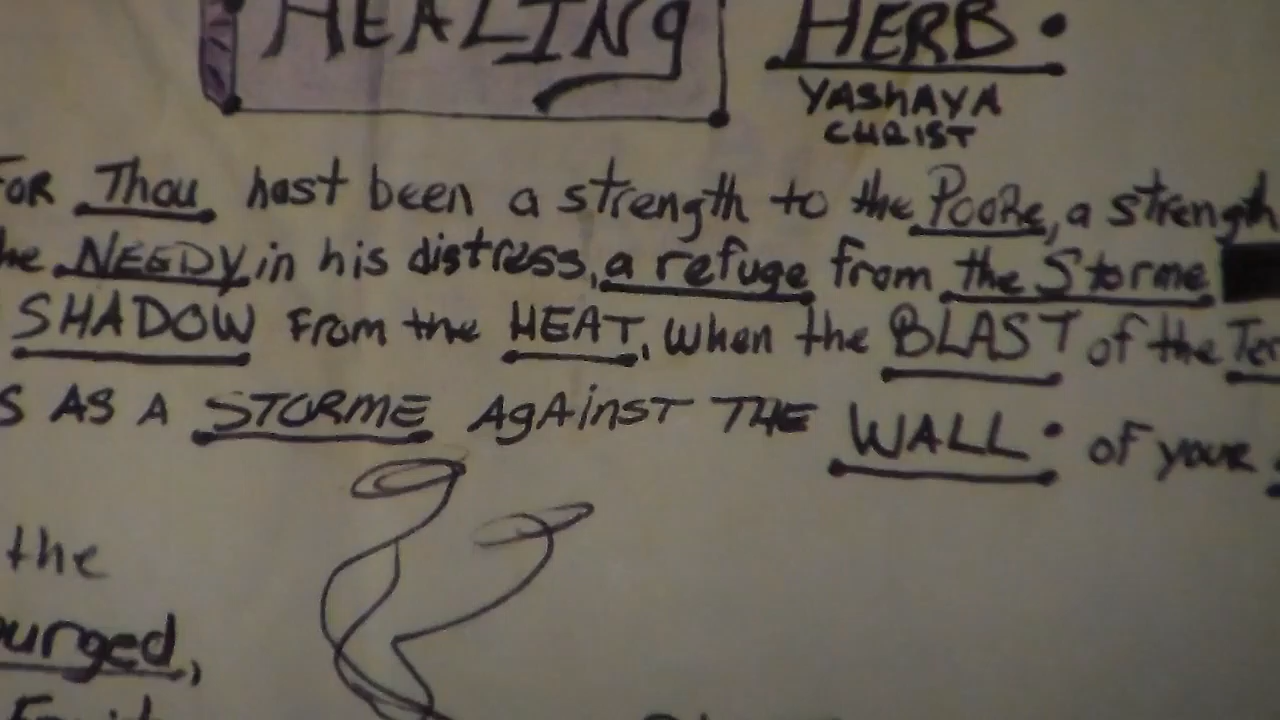 HEALINg HERB •
YAShAYA
CHRIST
FOR Thou hast been a strength to the PooRe, a strength
he NEEDY in his distress, a refuge from the Storme
SHADOW From the HEAT, when the BLAST of the Ter
S AS A STORME AgAinST THE WALL • of your
the
urged,